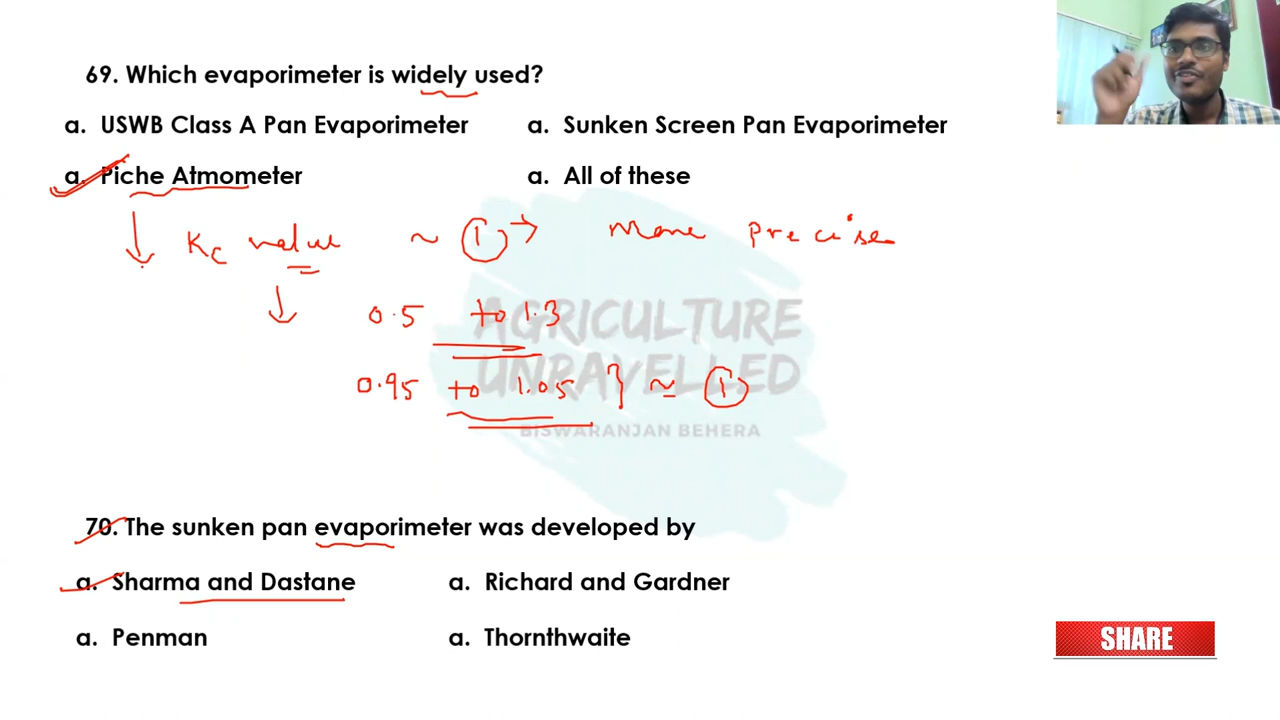 69. Which evaporimeter is widely used?
a. USWB Class A Pan Evaporimeter a. Sunken Screen Pan Evaporimeter
a. Piche Atmometer a. All of these
Kc value ~ 1 → More precise
0.5 to 1.3
AGRICULTURE
UNRAVELLED
0.95 to 1.05 } ≈ 1
BISWARANJAN BEHERA
70. The sunken pan evaporimeter was developed by
a. Sharma and Dastane a. Richard and Gardner
a. Penman a. Thornthwaite
SHARE